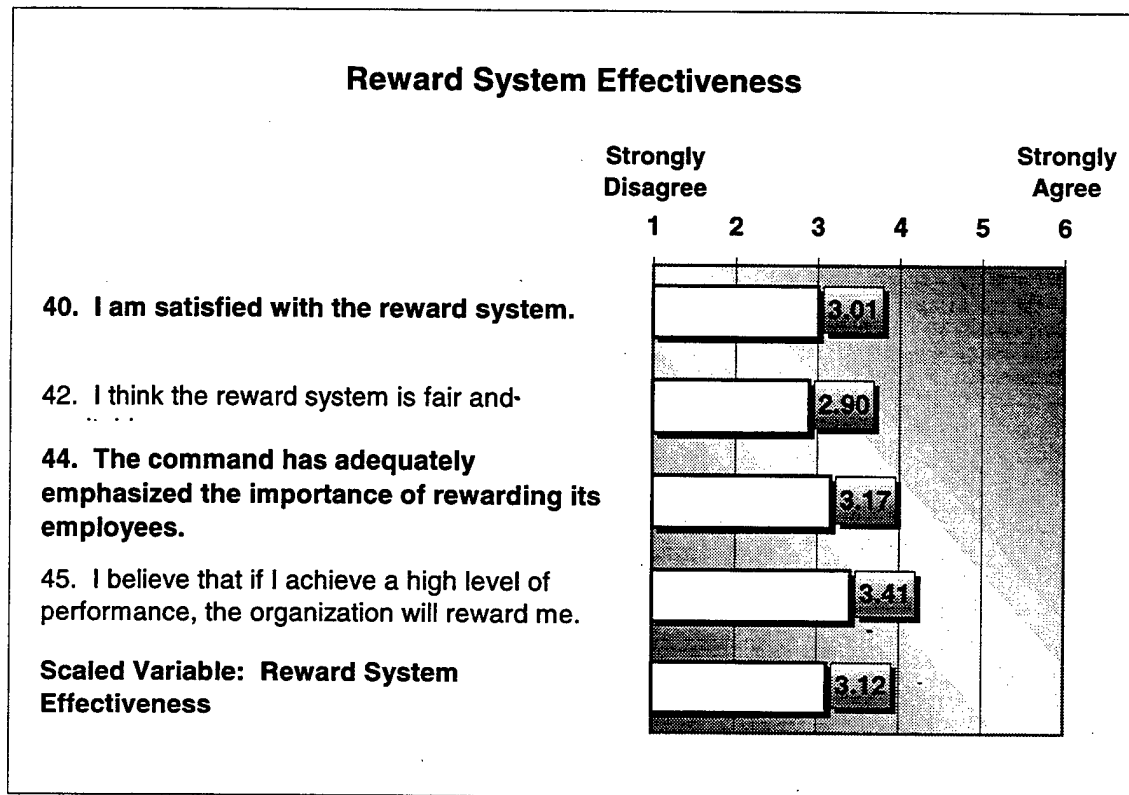 Reward System Effectiveness
Strongly
Disagree
Strongly
Agree
1 2 3 4 5 6
40. I am satisfied with the reward system.
3.01
42. I think the reward system is fair and
2.90
44. The command has adequately
emphasized the importance of rewarding its
employees.
3.17
45. I believe that if I achieve a high level of
performance, the organization will reward me.
3.41
Scaled Variable: Reward System
Effectiveness
3.12